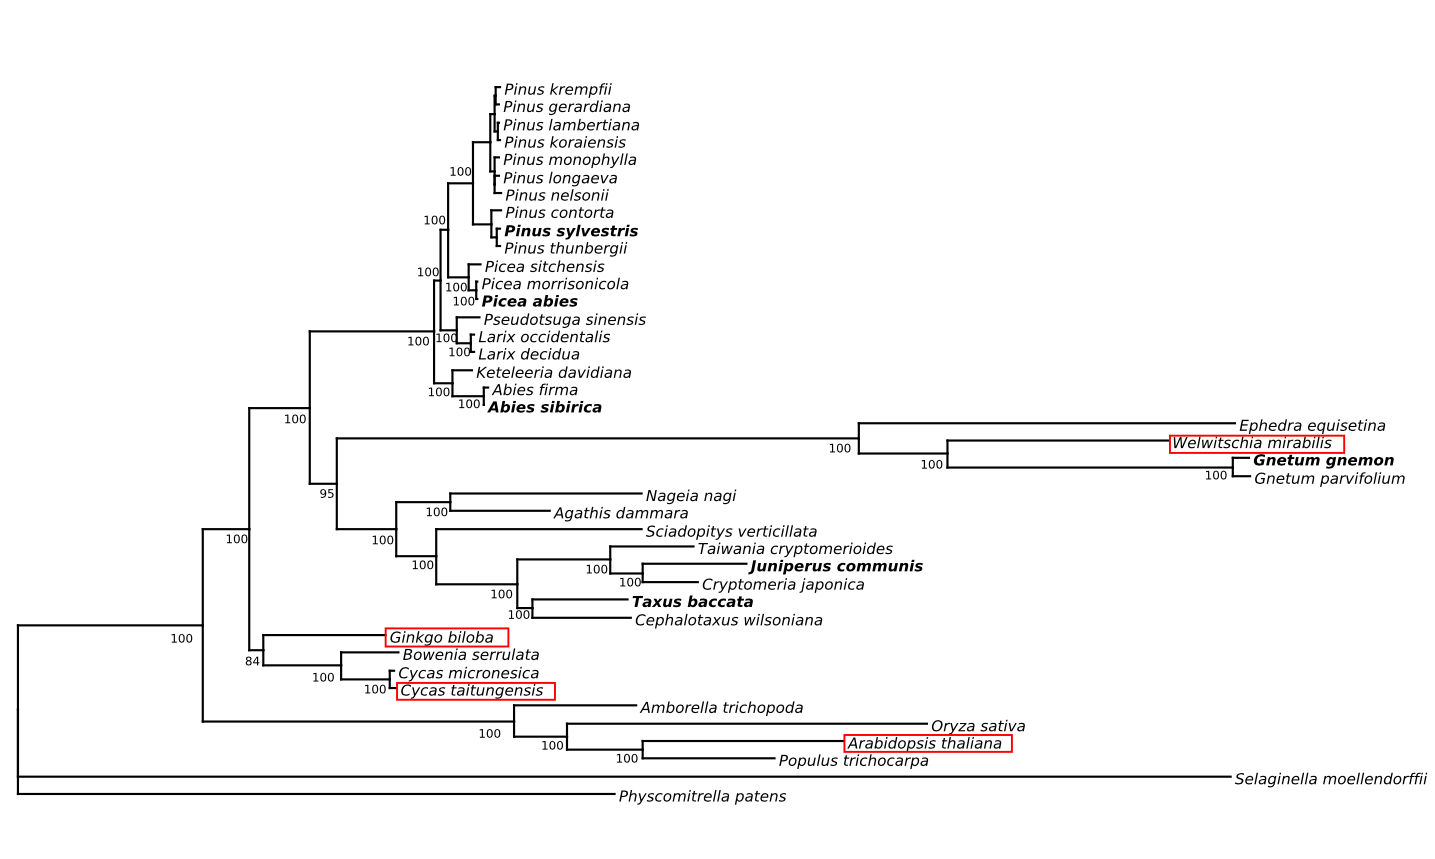 Pinus krempfii
Pinus gerardiana
Pinus lambertiana
Pinus koraiensis
Pinus monophylla
100
Pinus longaeva
Pinus nelsonii
Pinus contorta
100
Pinus sylvestris
Pinus thunbergii
Picea sitchensis
100
Picea morrisonicola
100
Picea abies
100
Pseudotsuga sinensis
Larix occidentalis
100
100
Larix decidua
100
Keteleeria davidiana
Abies firma
100
Abies sibirica
100
100
Ephedra equisetina
Welwitschia mirabilis
100
Gnetum gnemon
100
Gnetum parvifolium
100
95
Nageia nagi
100
Agathis dammara
Sciadopitys verticillata
100
100
Taiwania cryptomerioides
Juniperus communis
100
100
Cryptomeria japonica
100
Taxus baccata
100
Cephalotaxus wilsoniana
100
Ginkgo biloba
100
Bowenia serrulata
84
Cycas micronesica
100
100
Cycas taitungensis
Amborella trichopoda
Oryza sativa
100
Arabidopsis thaliana
100
100
Populus trichocarpa
Selaginella moellendorffii
Physcomitrella patens